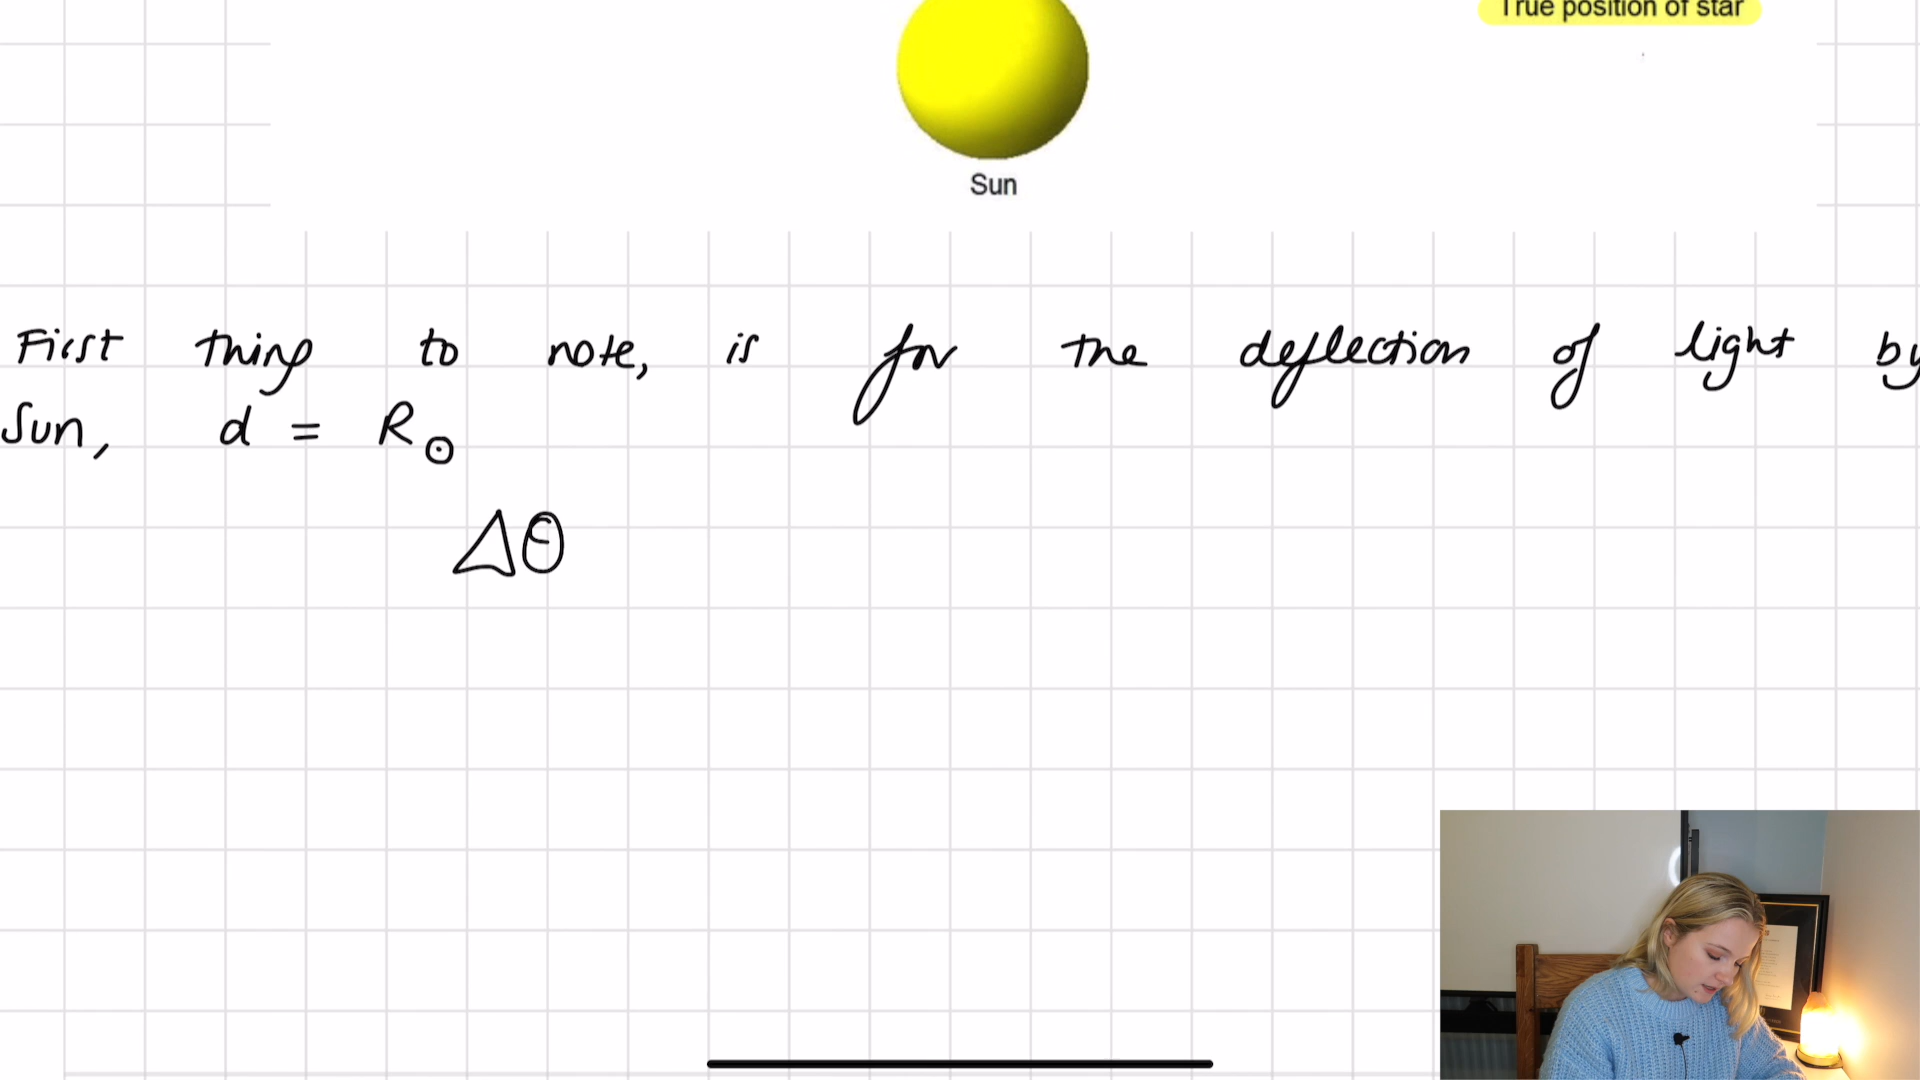 True position of star
Sun
First thing to note, is for the deflection of light by
Sun, d = R☉
Δθ